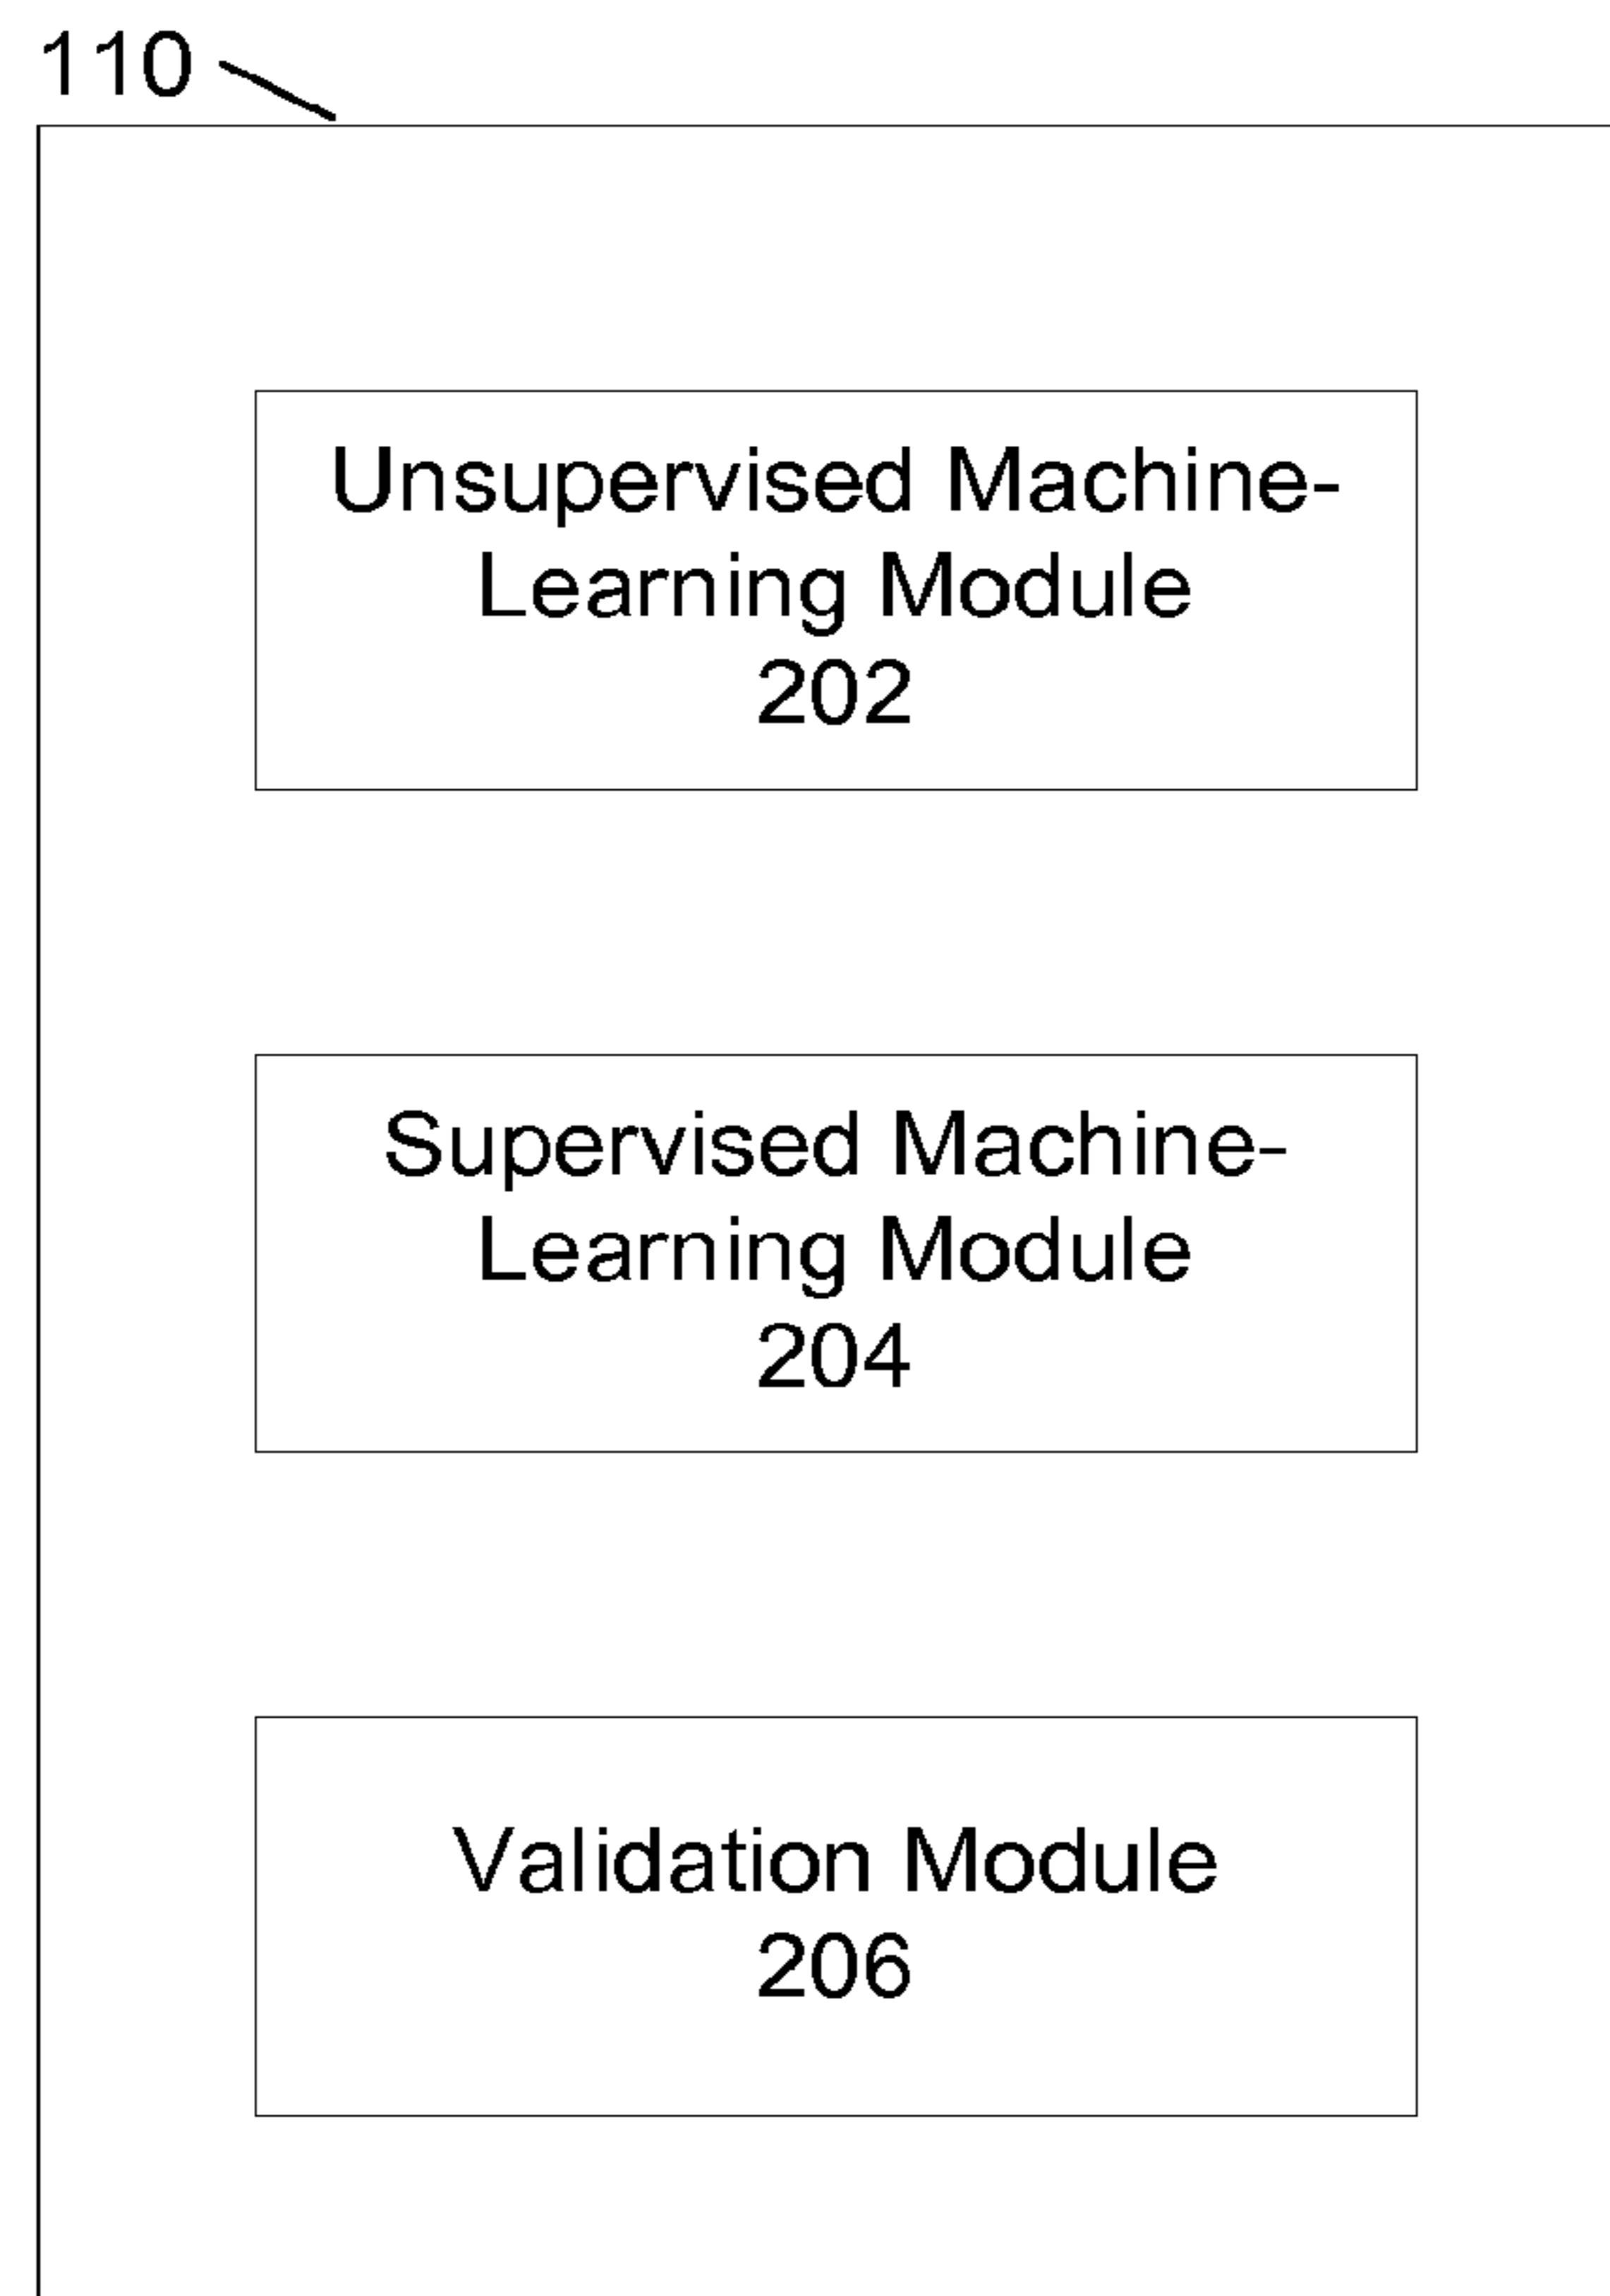 110
Unsupervised Machine-
Learning Module
202
Supervised Machine-
Learning Module
204
Validation Module
206